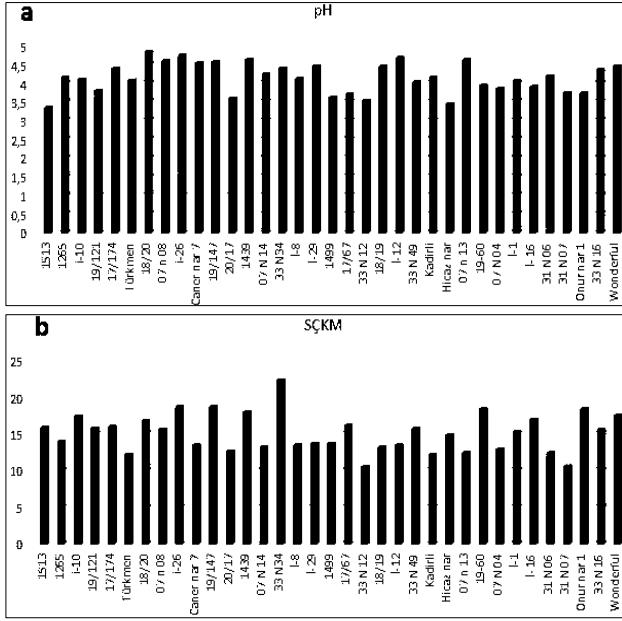 a
pH
5
4,5
4
3,5
3
2,5
2
1,5
1
0,5
0
1513
1265
i-10
19/121
17/174
Türkmen
18/20
07 n 08
i-26
Caner nar 7
19/147
20/17
1439
07 N 14
33 N34
I-8
I-29
1499
17/67
33 N 12
18/19
I-12
33 N 49
Kadirli
Hicaz nar
07 n 13
19-60
07 N04
I-1
I-16
31 N06
31 N07
Onur nar 1
33 N 16
Wonderful
b
SÇKM
25
20
15
10
5
0
1513
1265
i-10
19/121
17/174
Türkmen
18/20
07 n 08
i-26
Caner nar 7
19/147
20/17
1439
07 N 14
33 N34
I-8
I-29
1499
17/67
33 N 12
18/19
I-12
33 N 49
Kadirli
Hicaz nar
07 n 13
19-60
07 N04
I-1
I-16
31 N06
31 N07
Onur nar 1
33 N 16
Wonderful